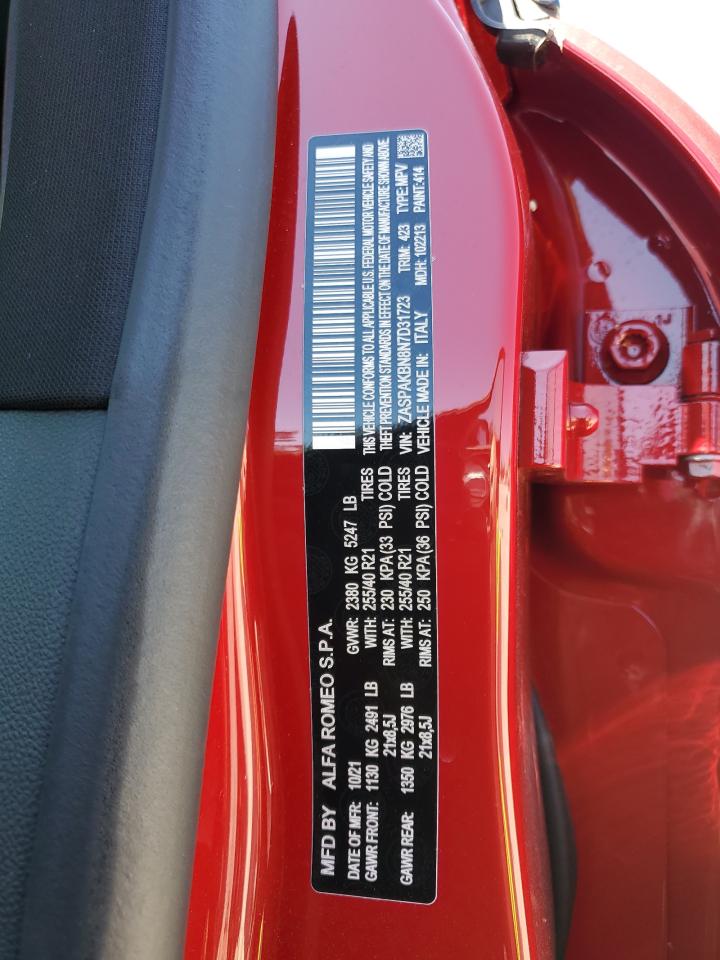 MFD BY ALFA ROMEO S.P.A.
DATE OF MFR: 10/21 GVWR: 2380 KG 5247 LB
GAWR FRONT: 1130 KG 2491 LB WITH: 255/40 R21 TIRES
21x8,5J RIMS AT: 230 KPA(33 PSI) COLD
GAWR REAR: 1350 KG 2976 LB WITH: 255/40 R21 TIRES
21x8,5J RIMS AT: 250 KPA(36 PSI) COLD
THIS VEHICLE CONFORMS TO ALL APPLICABLE U.S. FEDERAL MOTOR VEHICLE SAFETY AND
THEFT PREVENTION STANDARDS IN EFFECT ON THE DATE OF MANUFACTURE SHOWN ABOVE.
VIN: ZASPAKBN8N7D31723 TRIM: 423 TYPE:MPV
VEHICLE MADE IN: ITALY MDH: 102213 PAINT:414